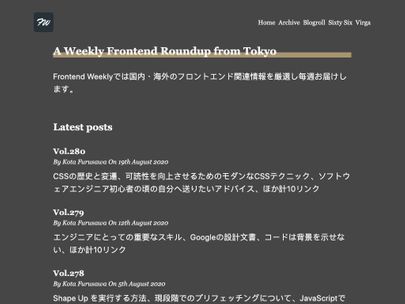 FW
Home Archive Blogroll Sixty Six Virga
A Weekly Frontend Roundup from Tokyo
Frontend Weeklyでは国内・海外のフロントエンド関連情報を厳選し毎週お届けし
ます。
Latest posts
Vol.280
By Kota Furusawa On 19th August 2020
CSSの歴史と変遷、可読性を向上させるためのモダンなCSSテクニック、ソフトウ
ェアエンジニア初心者の頃の自分へ送りたいアドバイス、ほか計10リンク
Vol.279
By Kota Furusawa On 12th August 2020
エンジニアにとっての重要なスキル、Googleの設計文書、コードは背景を示せな
い、ほか計10リンク
Vol.278
By Kota Furusawa On 5th August 2020
Shape Up を実行する方法、現段階でのプリフェッチングについて、JavaScriptで